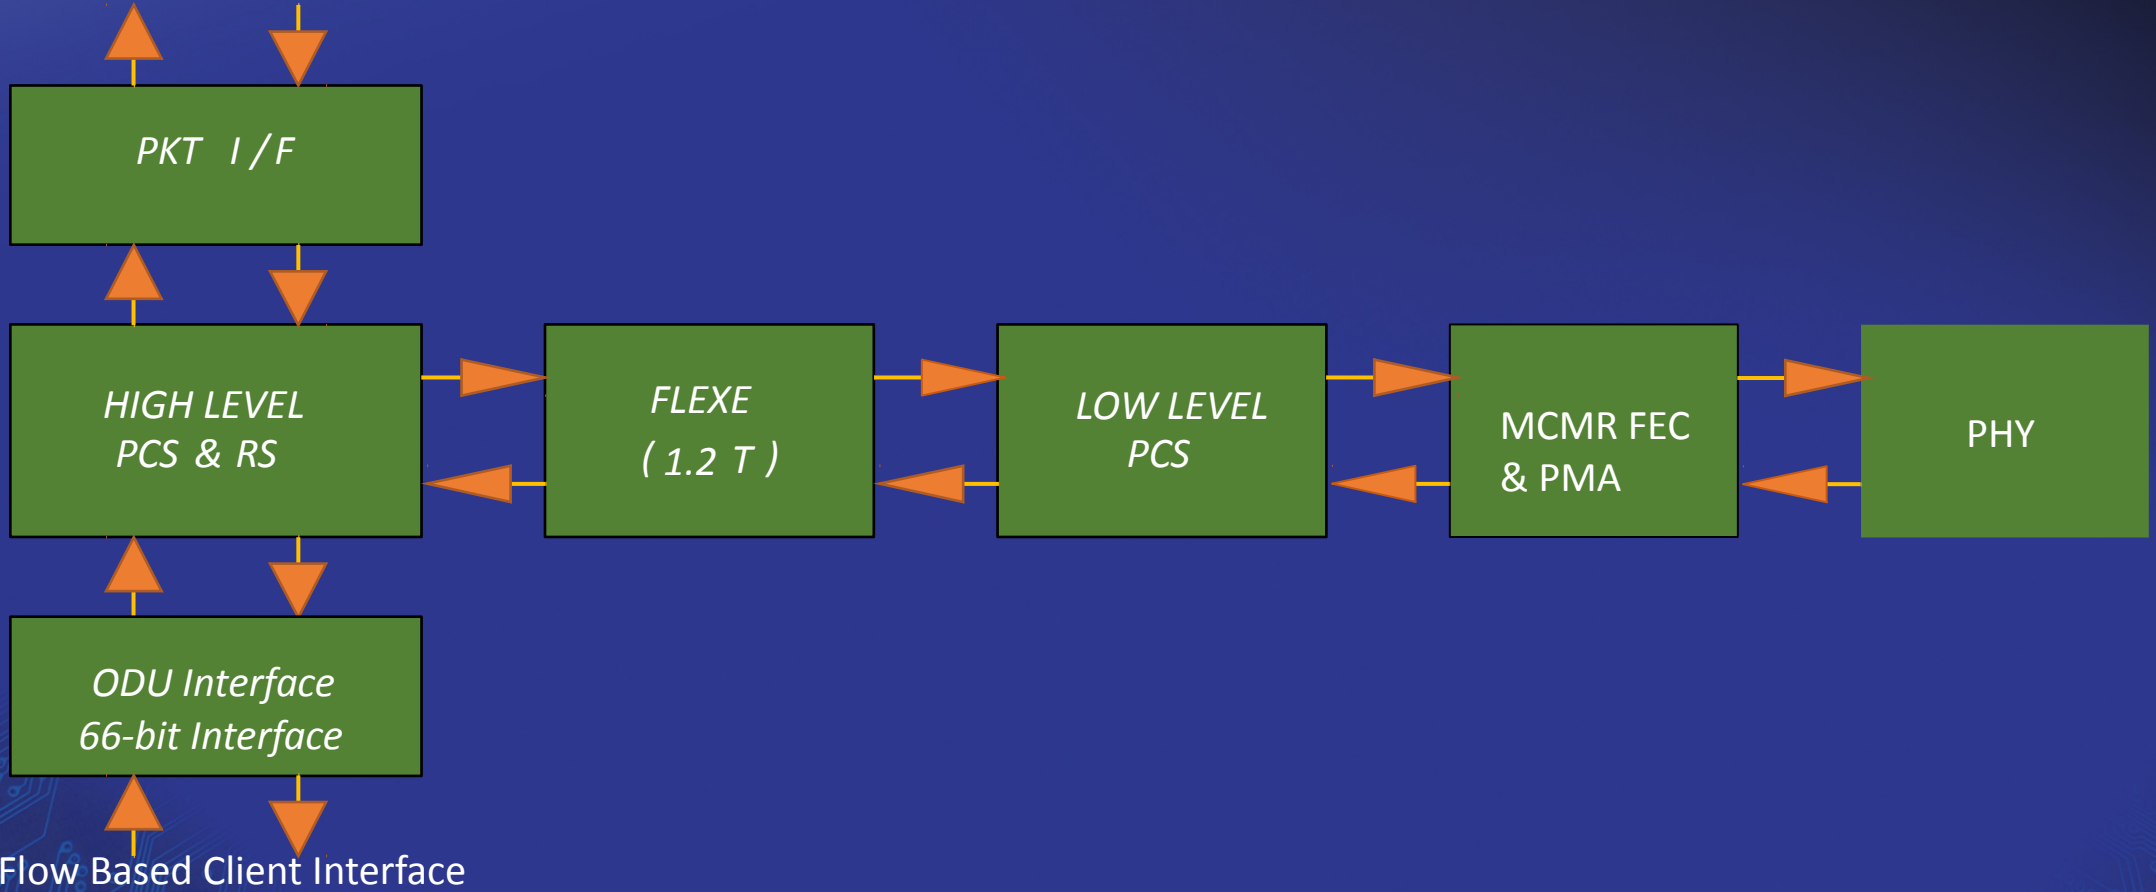 PKT I / F
HIGH LEVEL
PCS & RS
FLEXE
( 1.2 T )
LOW LEVEL
PCS
MCMR FEC
& PMA
PHY
ODU Interface
66-bit Interface
Flow Based Client Interface